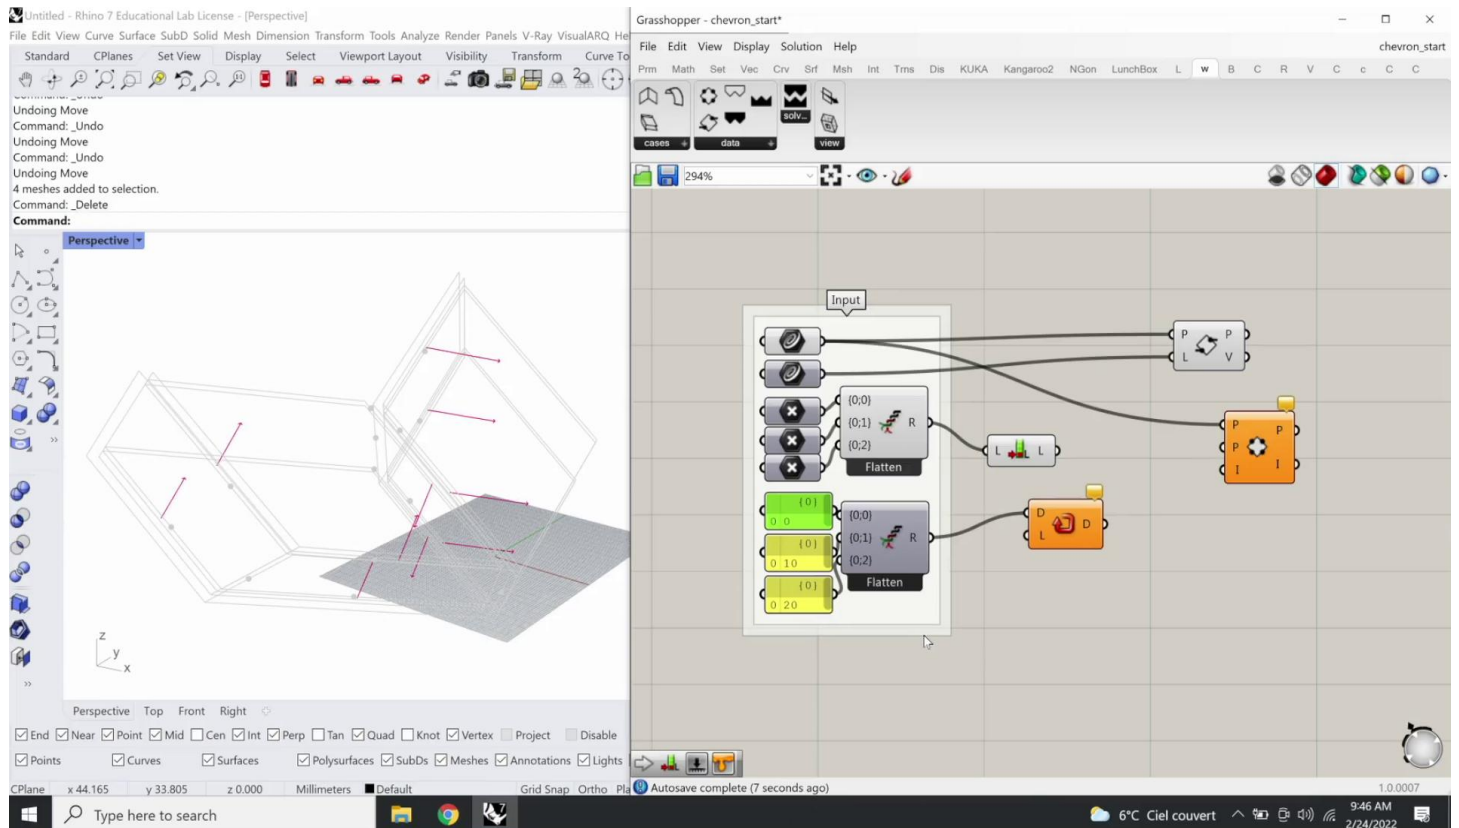 Untitled - Rhino 7 Educational Lab License - [Perspective]
File Edit View Curve Surface SubD Solid Mesh Dimension Transform Tools Analyze Render Panels V-Ray VisualARQ He
Standard CPlanes Set View Display Select Viewport Layout Visibility Transform Curve To
Undoing Move
Command: _Undo
Undoing Move
Command: _Undo
Undoing Move
4 meshes added to selection.
Command: _Delete
Command:
Perspective
z
y
x
Perspective Top Front Right
End Near Point Mid Cen Int Perp Tan Quad Knot Vertex Project Disable
Points Curves Surfaces Polysurfaces SubDs Meshes Annotations Lights
CPlane x 44.165 y 33.805 z 0.000 Millimeters Default Grid Snap Ortho Pla
Grasshopper - chevron_start*
File Edit View Display Solution Help chevron_start
Prm Math Set Vec Crv Srf Msh Int Trns Dis KUKA Kangaroo2 NGon LunchBox L w B C R V C c C C
solv...
cases data view
294%
Input
P P
L V
{0;0}
{0;1} R
{0;2}
Flatten
L L
P P
P
I I
{0}
0 0
{0}
0 10
{0}
0 20
{0;0}
{0;1} R
{0;2}
Flatten
D D
L
Autosave complete (7 seconds ago) 1.0.0007
Type here to search
6°C Ciel couvert
9:46 AM
2/24/2022